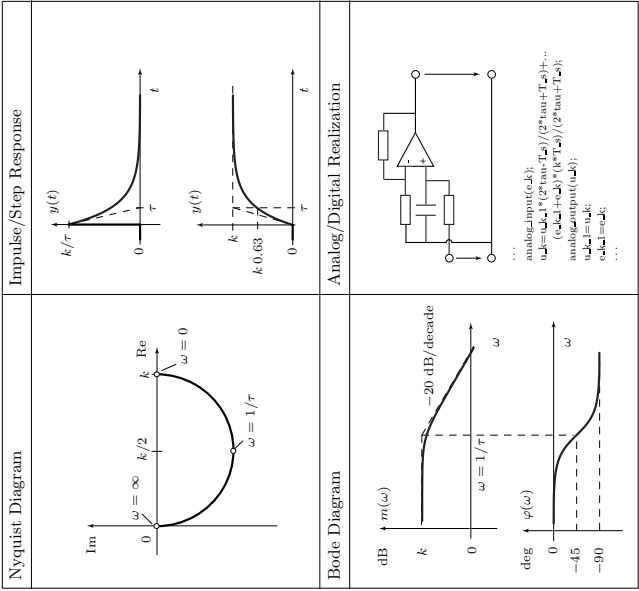 Nyquist Diagram
Im
0
ω = ∞
k/2
k
Re
ω = 0
ω = 1/τ
Impulse/Step Response
y(t)
k/τ
0
τ
t
y(t)
k
k 0.63
0
τ
t
Bode Diagram
dB
m(ω)
k
−20 dB/decade
0
ω = 1/τ
ω
deg
φ(ω)
0
ω
−45
−90
Analog/Digital Realization
-
+
...
analog_input(e_k);
u_k=u_k_1*(2*tau-T_s)/(2*tau+T_s)+...
(e_k_1+e_k)*(k*T_s)/(2*tau+T_s);
analog_output(u_k);
u_k_1=u_k;
e_k_1=e_k;
...